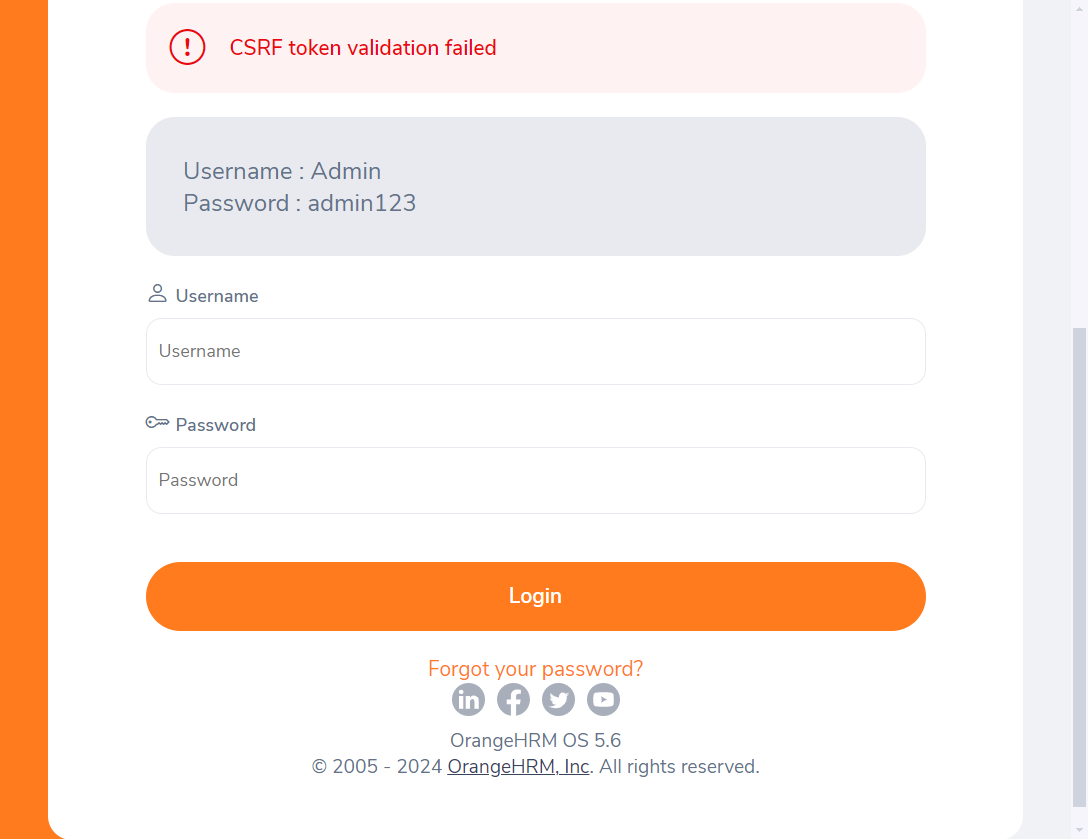 CSRF token validation failed
Username : Admin
Password : admin123
Username
Username
Password
Password
Login
Forgot your password?
OrangeHRM OS 5.6
© 2005 - 2024 OrangeHRM, Inc. All rights reserved.